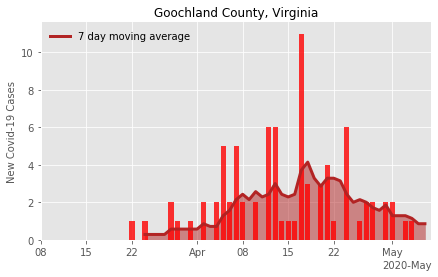 Goochland County, Virginia
7 day moving average
New Covid-19 Cases
10
8
6
4
2
0
08 15 22 Apr 08 15 22 May
2020-May